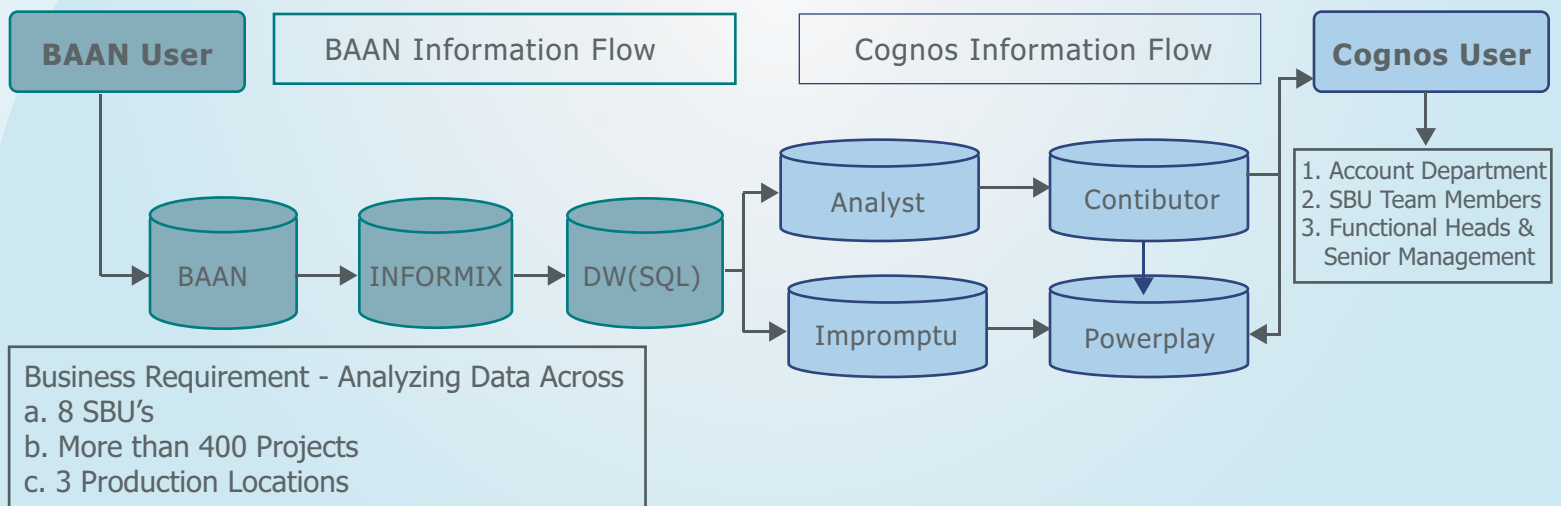 BAAN User
BAAN Information Flow
Cognos Information Flow
Cognos User
Analyst
Contibutor
1. Account Department
2. SBU Team Members
3. Functional Heads &
Senior Management
BAAN
INFORMIX
DW(SQL)
Impromptu
Powerplay
Business Requirement - Analyzing Data Across
a. 8 SBU’s
b. More than 400 Projects
c. 3 Production Locations